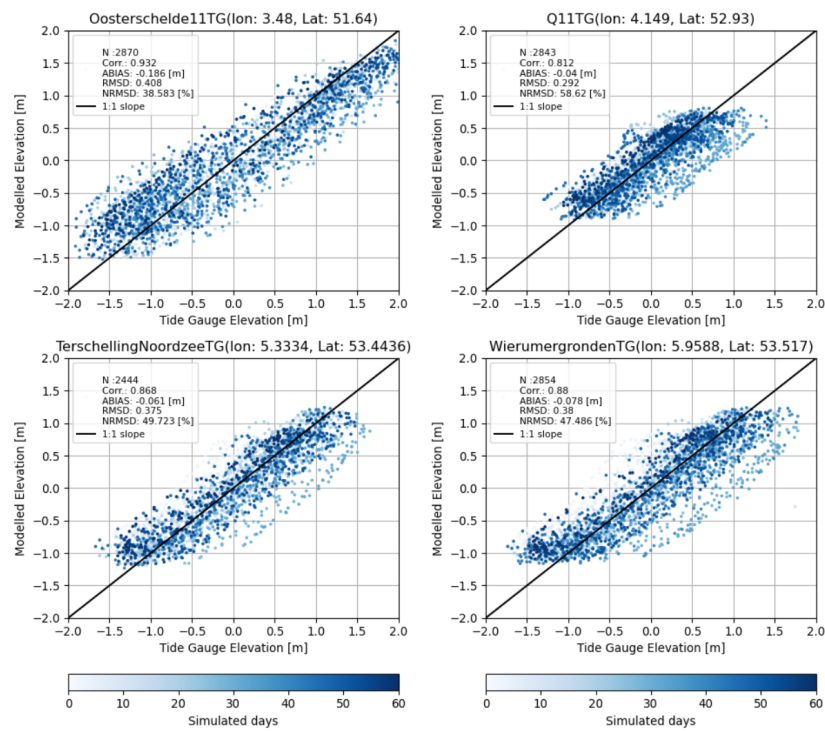 Oosterschelde11TG(lon: 3.48, Lat: 51.64)
N :2870
Corr.: 0.932
ABIAS: -0.186 [m]
RMSD: 0.408
NRMSD: 38.583 [%]
1:1 slope
2.0
1.5
1.0
0.5
0.0
−0.5
−1.0
−1.5
−2.0
Modelled Elevation [m]
−2.0 −1.5 −1.0 −0.5 0.0 0.5 1.0 1.5 2.0
Tide Gauge Elevation [m]
Q11TG(lon: 4.149, Lat: 52.93)
N :2843
Corr.: 0.812
ABIAS: -0.04 [m]
RMSD: 0.292
NRMSD: 58.62 [%]
1:1 slope
2.0
1.5
1.0
0.5
0.0
−0.5
−1.0
−1.5
−2.0
Modelled Elevation [m]
−2.0 −1.5 −1.0 −0.5 0.0 0.5 1.0 1.5 2.0
Tide Gauge Elevation [m]
TerschellingNoordzeeTG(lon: 5.3334, Lat: 53.4436)
N :2444
Corr.: 0.868
ABIAS: -0.061 [m]
RMSD: 0.375
NRMSD: 49.723 [%]
1:1 slope
2.0
1.5
1.0
0.5
0.0
−0.5
−1.0
−1.5
−2.0
Modelled Elevation [m]
−2.0 −1.5 −1.0 −0.5 0.0 0.5 1.0 1.5 2.0
Tide Gauge Elevation [m]
WierumergrondenTG(lon: 5.9588, Lat: 53.517)
N :2854
Corr.: 0.88
ABIAS: -0.078 [m]
RMSD: 0.38
NRMSD: 47.486 [%]
1:1 slope
2.0
1.5
1.0
0.5
0.0
−0.5
−1.0
−1.5
−2.0
Modelled Elevation [m]
−2.0 −1.5 −1.0 −0.5 0.0 0.5 1.0 1.5 2.0
Tide Gauge Elevation [m]
0 10 20 30 40 50 60
Simulated days
0 10 20 30 40 50 60
Simulated days